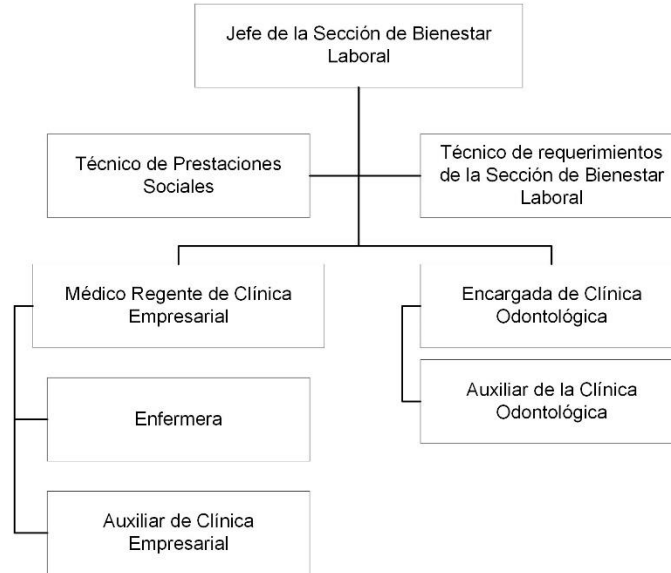 Jefe de la Sección de Bienestar
Laboral
Técnico de Prestaciones
Sociales
Técnico de requerimientos
de la Sección de Bienestar
Laboral
Médico Regente de Clínica
Empresarial
Encargada de Clínica
Odontológica
Enfermera
Auxiliar de la Clínica
Odontológica
Auxiliar de Clínica
Empresarial